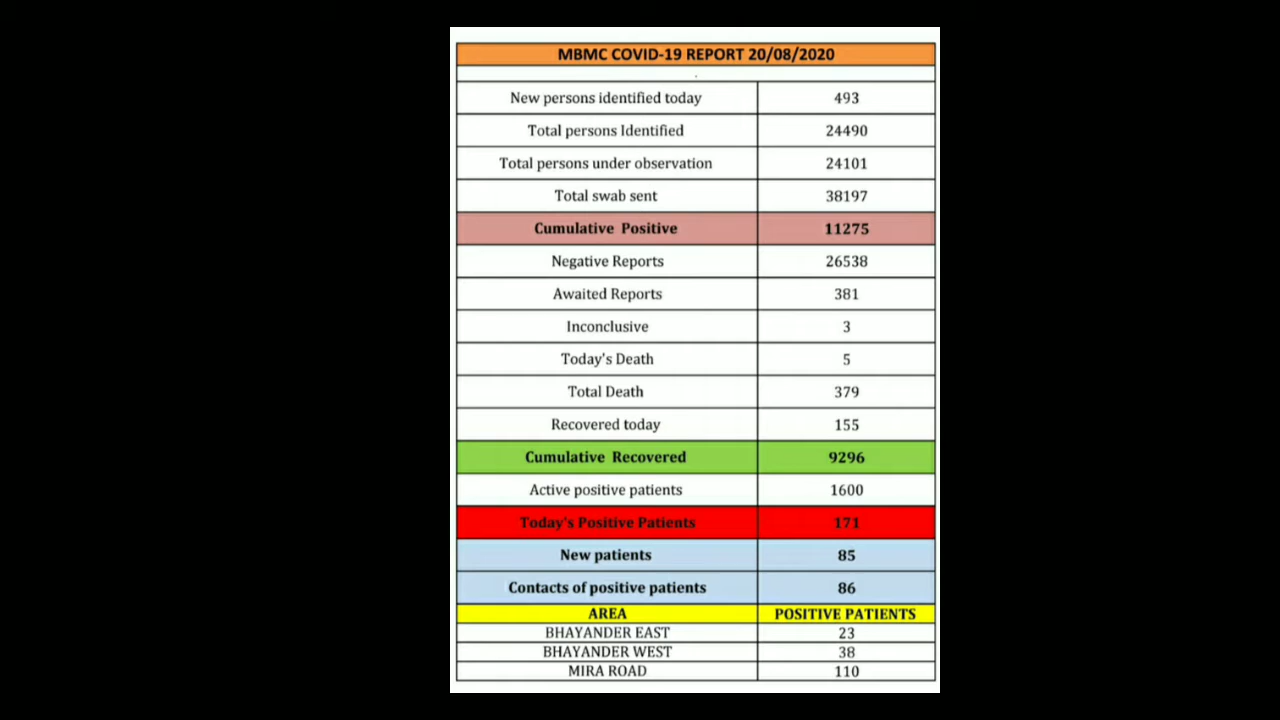 MBMC COVID-19 REPORT 20/08/2020
New persons identified today 493
Total persons Identified 24490
Total persons under observation 24101
Total swab sent 38197
Cumulative Positive 11275
Negative Reports 26538
Awaited Reports 381
Inconclusive 3
Today's Death 5
Total Death 379
Recovered today 155
Cumulative Recovered 9296
Active positive patients 1600
Today's Positive Patients 171
New patients 85
Contacts of positive patients 86
AREA POSITIVE PATIENTS
BHAYANDER EAST 23
BHAYANDER WEST 38
MIRA ROAD 110